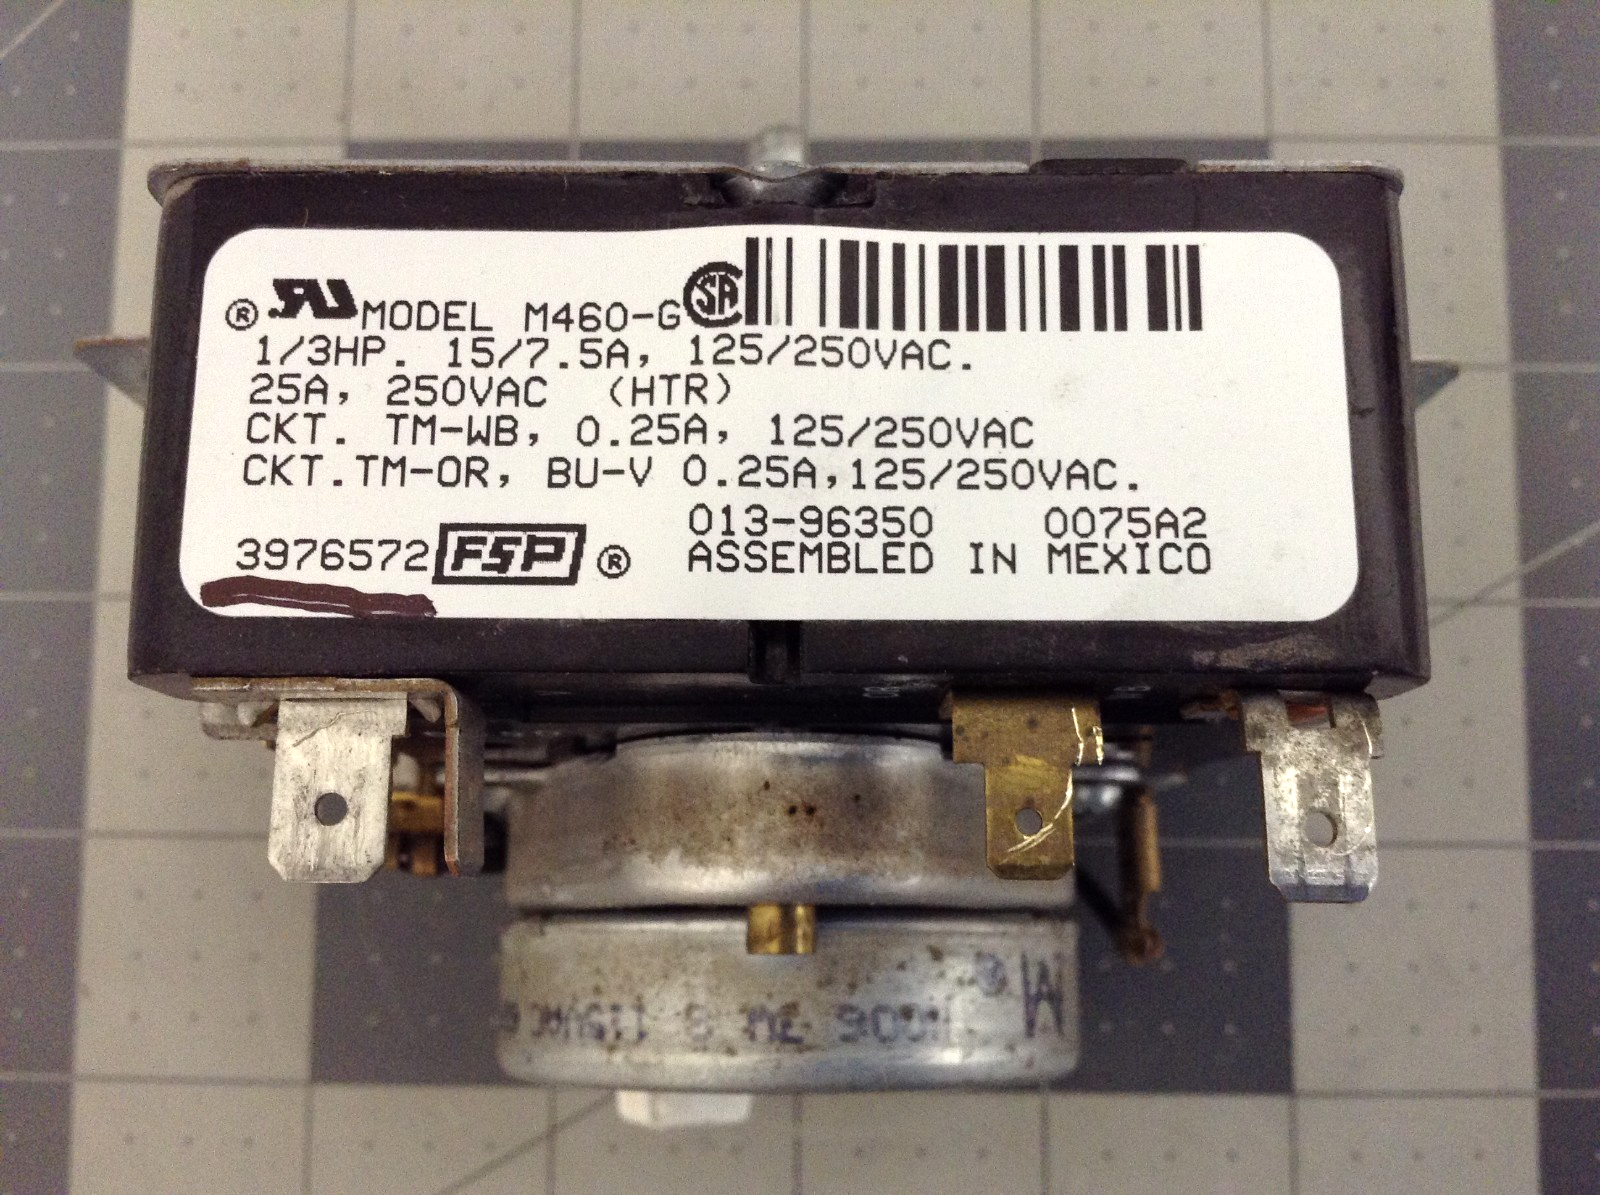 ® MODEL M460-G
1/3HP. 15/7.5A, 125/250VAC.
25A, 250VAC (HTR)
CKT. TM-WB, 0.25A, 125/250VAC
CKT.TM-OR, BU-V 0.25A,125/250VAC.
013-96350 0075A2
3976572 FSP ® ASSEMBLED IN MEXICO